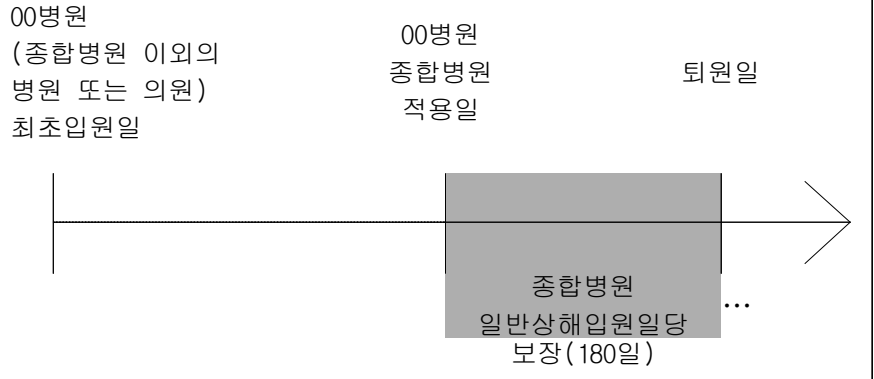 00병원
(종합병원 이외의
병원 또는 의원)
최초입원일
00병원
종합병원
적용일
퇴원일
종합병원
일반상해입원일당
보장(180일)
...